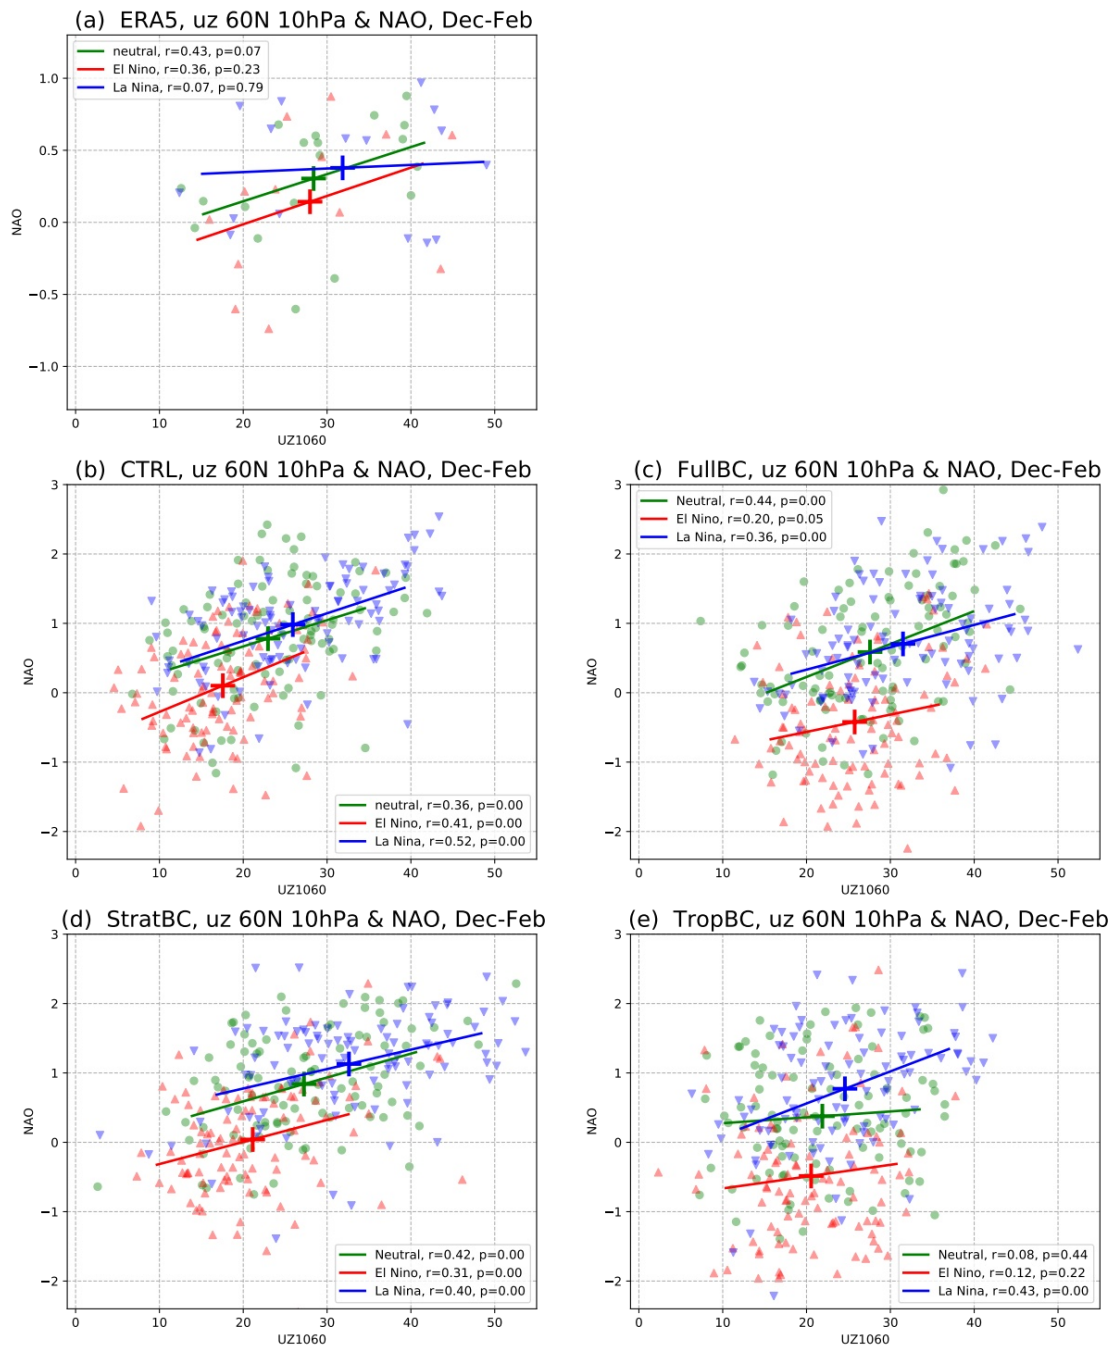 (a) ERA5, uz 60N 10hPa & NAO, Dec-Feb
neutral, r=0.43, p=0.07
El Nino, r=0.36, p=0.23
La Nina, r=0.07, p=0.79
1.0
0.5
0.0
−0.5
−1.0
NAO
0 10 20 30 40 50
UZ1060
(b) CTRL, uz 60N 10hPa & NAO, Dec-Feb
3
2
1
0
−1
−2
NAO
neutral, r=0.36, p=0.00
El Nino, r=0.41, p=0.00
La Nina, r=0.52, p=0.00
0 10 20 30 40 50
UZ1060
(c) FullBC, uz 60N 10hPa & NAO, Dec-Feb
Neutral, r=0.44, p=0.00
El Nino, r=0.20, p=0.05
La Nina, r=0.36, p=0.00
3
2
1
0
−1
−2
NAO
0 10 20 30 40 50
UZ1060
(d) StratBC, uz 60N 10hPa & NAO, Dec-Feb
3
2
1
0
−1
−2
NAO
Neutral, r=0.42, p=0.00
El Nino, r=0.31, p=0.00
La Nina, r=0.40, p=0.00
0 10 20 30 40 50
UZ1060
(e) TropBC, uz 60N 10hPa & NAO, Dec-Feb
3
2
1
0
−1
−2
NAO
Neutral, r=0.08, p=0.44
El Nino, r=0.12, p=0.22
La Nina, r=0.43, p=0.00
0 10 20 30 40 50
UZ1060